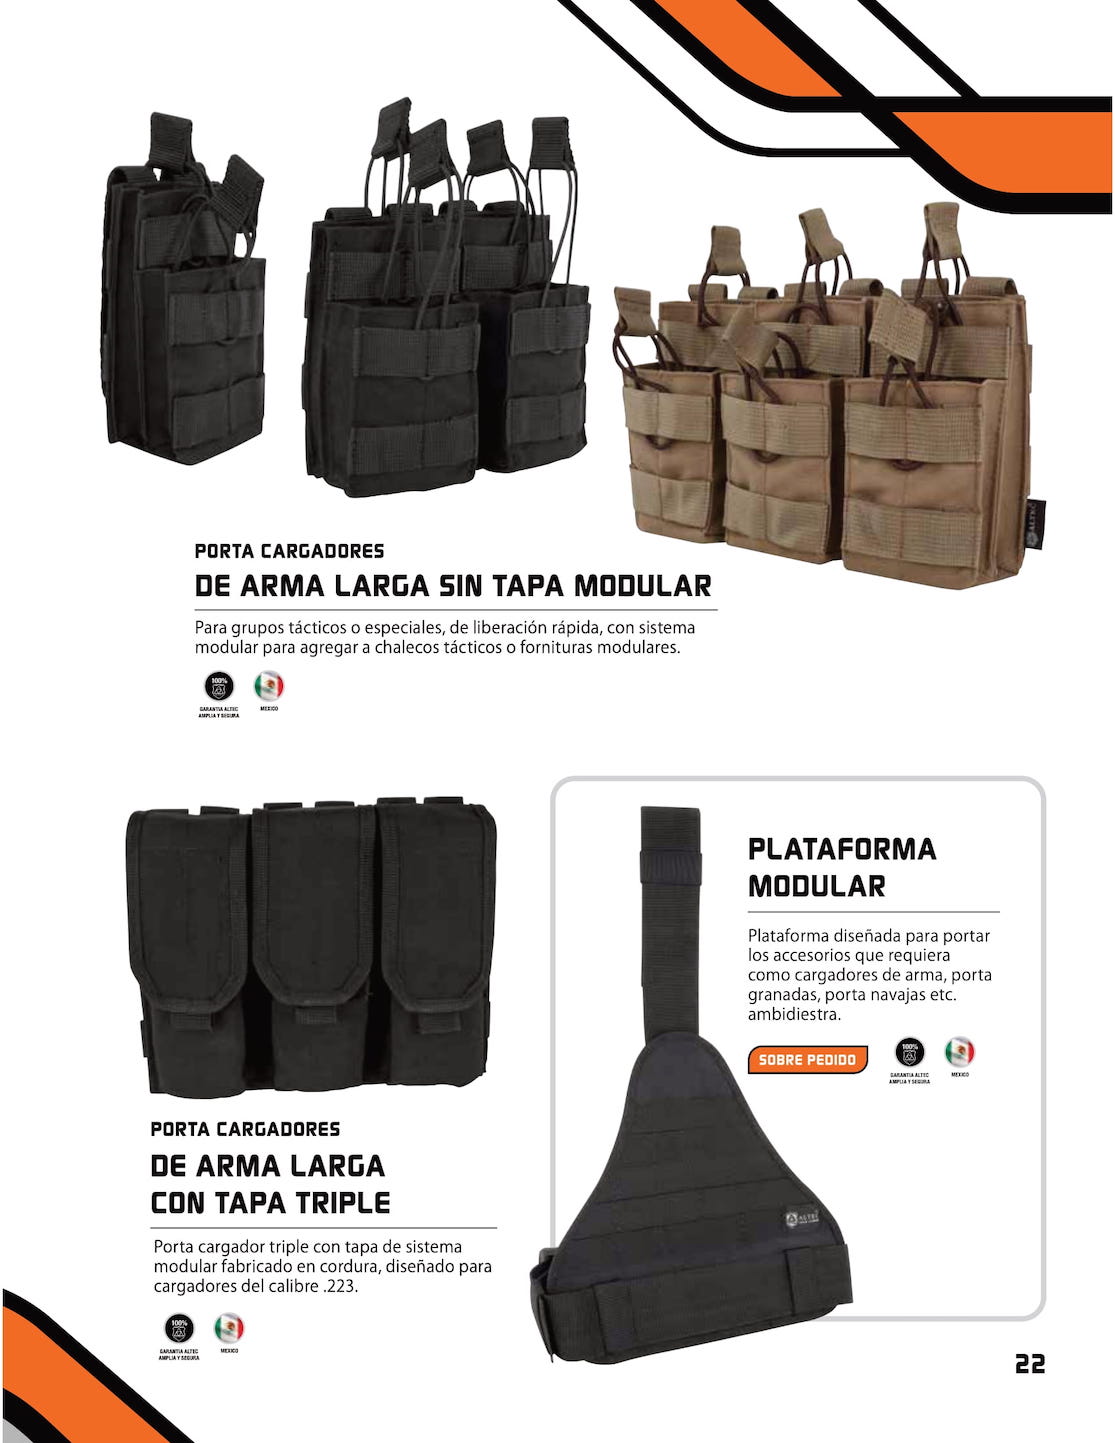 ALTEC
PORTA CARGADORES
DE ARMA LARGA SIN TAPA MODULAR
Para grupos tácticos o especiales, de liberación rápida, con sistema
modular para agregar a chalecos tácticos o fornituras modulares.
100%
GARANTIA ALTEC
AMPLIA Y SEGURA
MEXICO
PLATAFORMA
MODULAR
Plataforma diseñada para portar
los accesorios que requiera
como cargadores de arma, porta
granadas, porta navajas etc.
ambidiestra.
SOBRE PEDIDO
100%
GARANTIA ALTEC
AMPLIA Y SEGURA
MEXICO
ALTEC
PORTA CARGADORES
DE ARMA LARGA
CON TAPA TRIPLE
Porta cargador triple con tapa de sistema
modular fabricado en cordura, diseñado para
cargadores del calibre .223.
100%
GARANTIA ALTEC
AMPLIA Y SEGURA
MEXICO
22